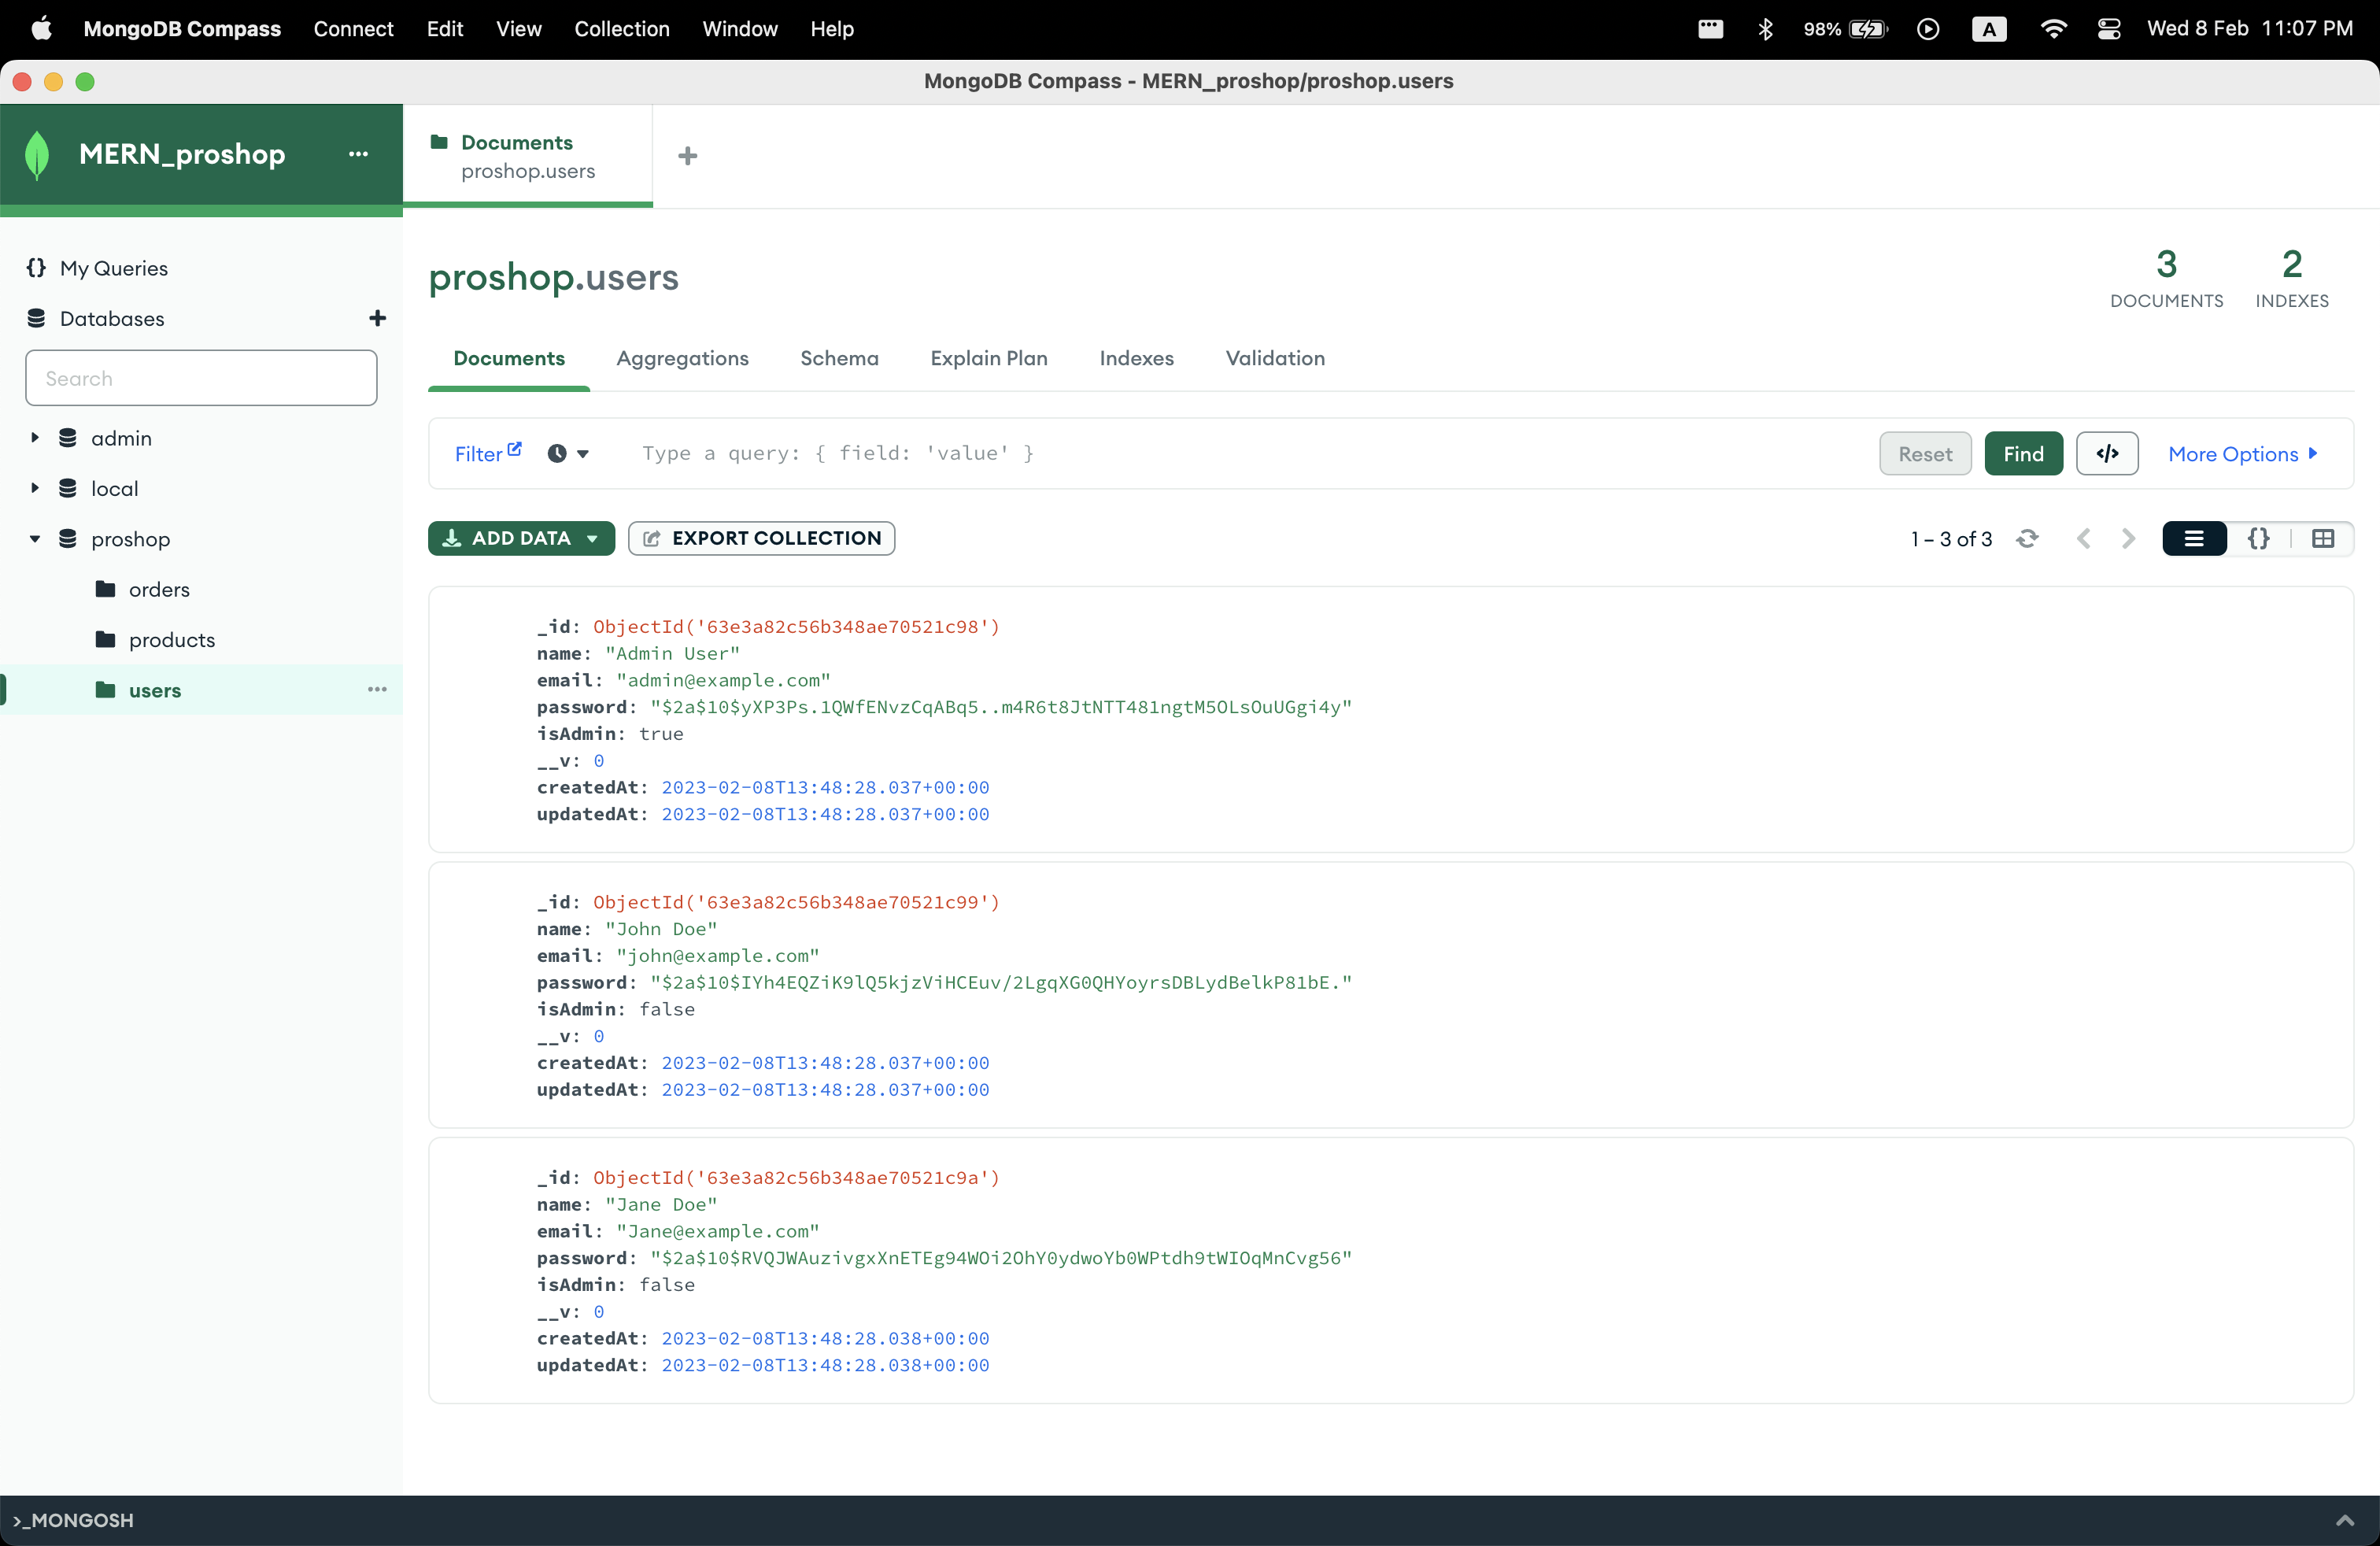 MongoDB Compass Connect Edit View Collection Window Help 98% A Wed 8 Feb 11:07 PM
MongoDB Compass - MERN_proshop/proshop.users
MERN_proshop
Documents
proshop.users
My Queries
Databases
Search
admin
local
proshop
orders
products
users
proshop.users
3
DOCUMENTS
2
INDEXES
Documents Aggregations Schema Explain Plan Indexes Validation
Filter Type a query: { field: 'value' } Reset Find </> More Options
ADD DATA EXPORT COLLECTION 1 – 3 of 3 {}
_id: ObjectId('63e3a82c56b348ae70521c98')
name: "Admin User"
email: "admin@example.com"
password: "$2a$10$yXP3Ps.1QWfENvzCqABq5..m4R6t8JtNTT481ngtM5OLsOuUGgi4y"
isAdmin: true
__v: 0
createdAt: 2023-02-08T13:48:28.037+00:00
updatedAt: 2023-02-08T13:48:28.037+00:00
_id: ObjectId('63e3a82c56b348ae70521c99')
name: "John Doe"
email: "john@example.com"
password: "$2a$10$IYh4EQZiK9lQ5kjzViHCEuv/2LgqXG0QHYoyrsDBLydBelkP81bE."
isAdmin: false
__v: 0
createdAt: 2023-02-08T13:48:28.037+00:00
updatedAt: 2023-02-08T13:48:28.037+00:00
_id: ObjectId('63e3a82c56b348ae70521c9a')
name: "Jane Doe"
email: "Jane@example.com"
password: "$2a$10$RVQJWAuzivgxXnETEg94WOi2OhY0ydwoYb0WPtdh9tWIOqMnCvg56"
isAdmin: false
__v: 0
createdAt: 2023-02-08T13:48:28.038+00:00
updatedAt: 2023-02-08T13:48:28.038+00:00
>_MONGOSH